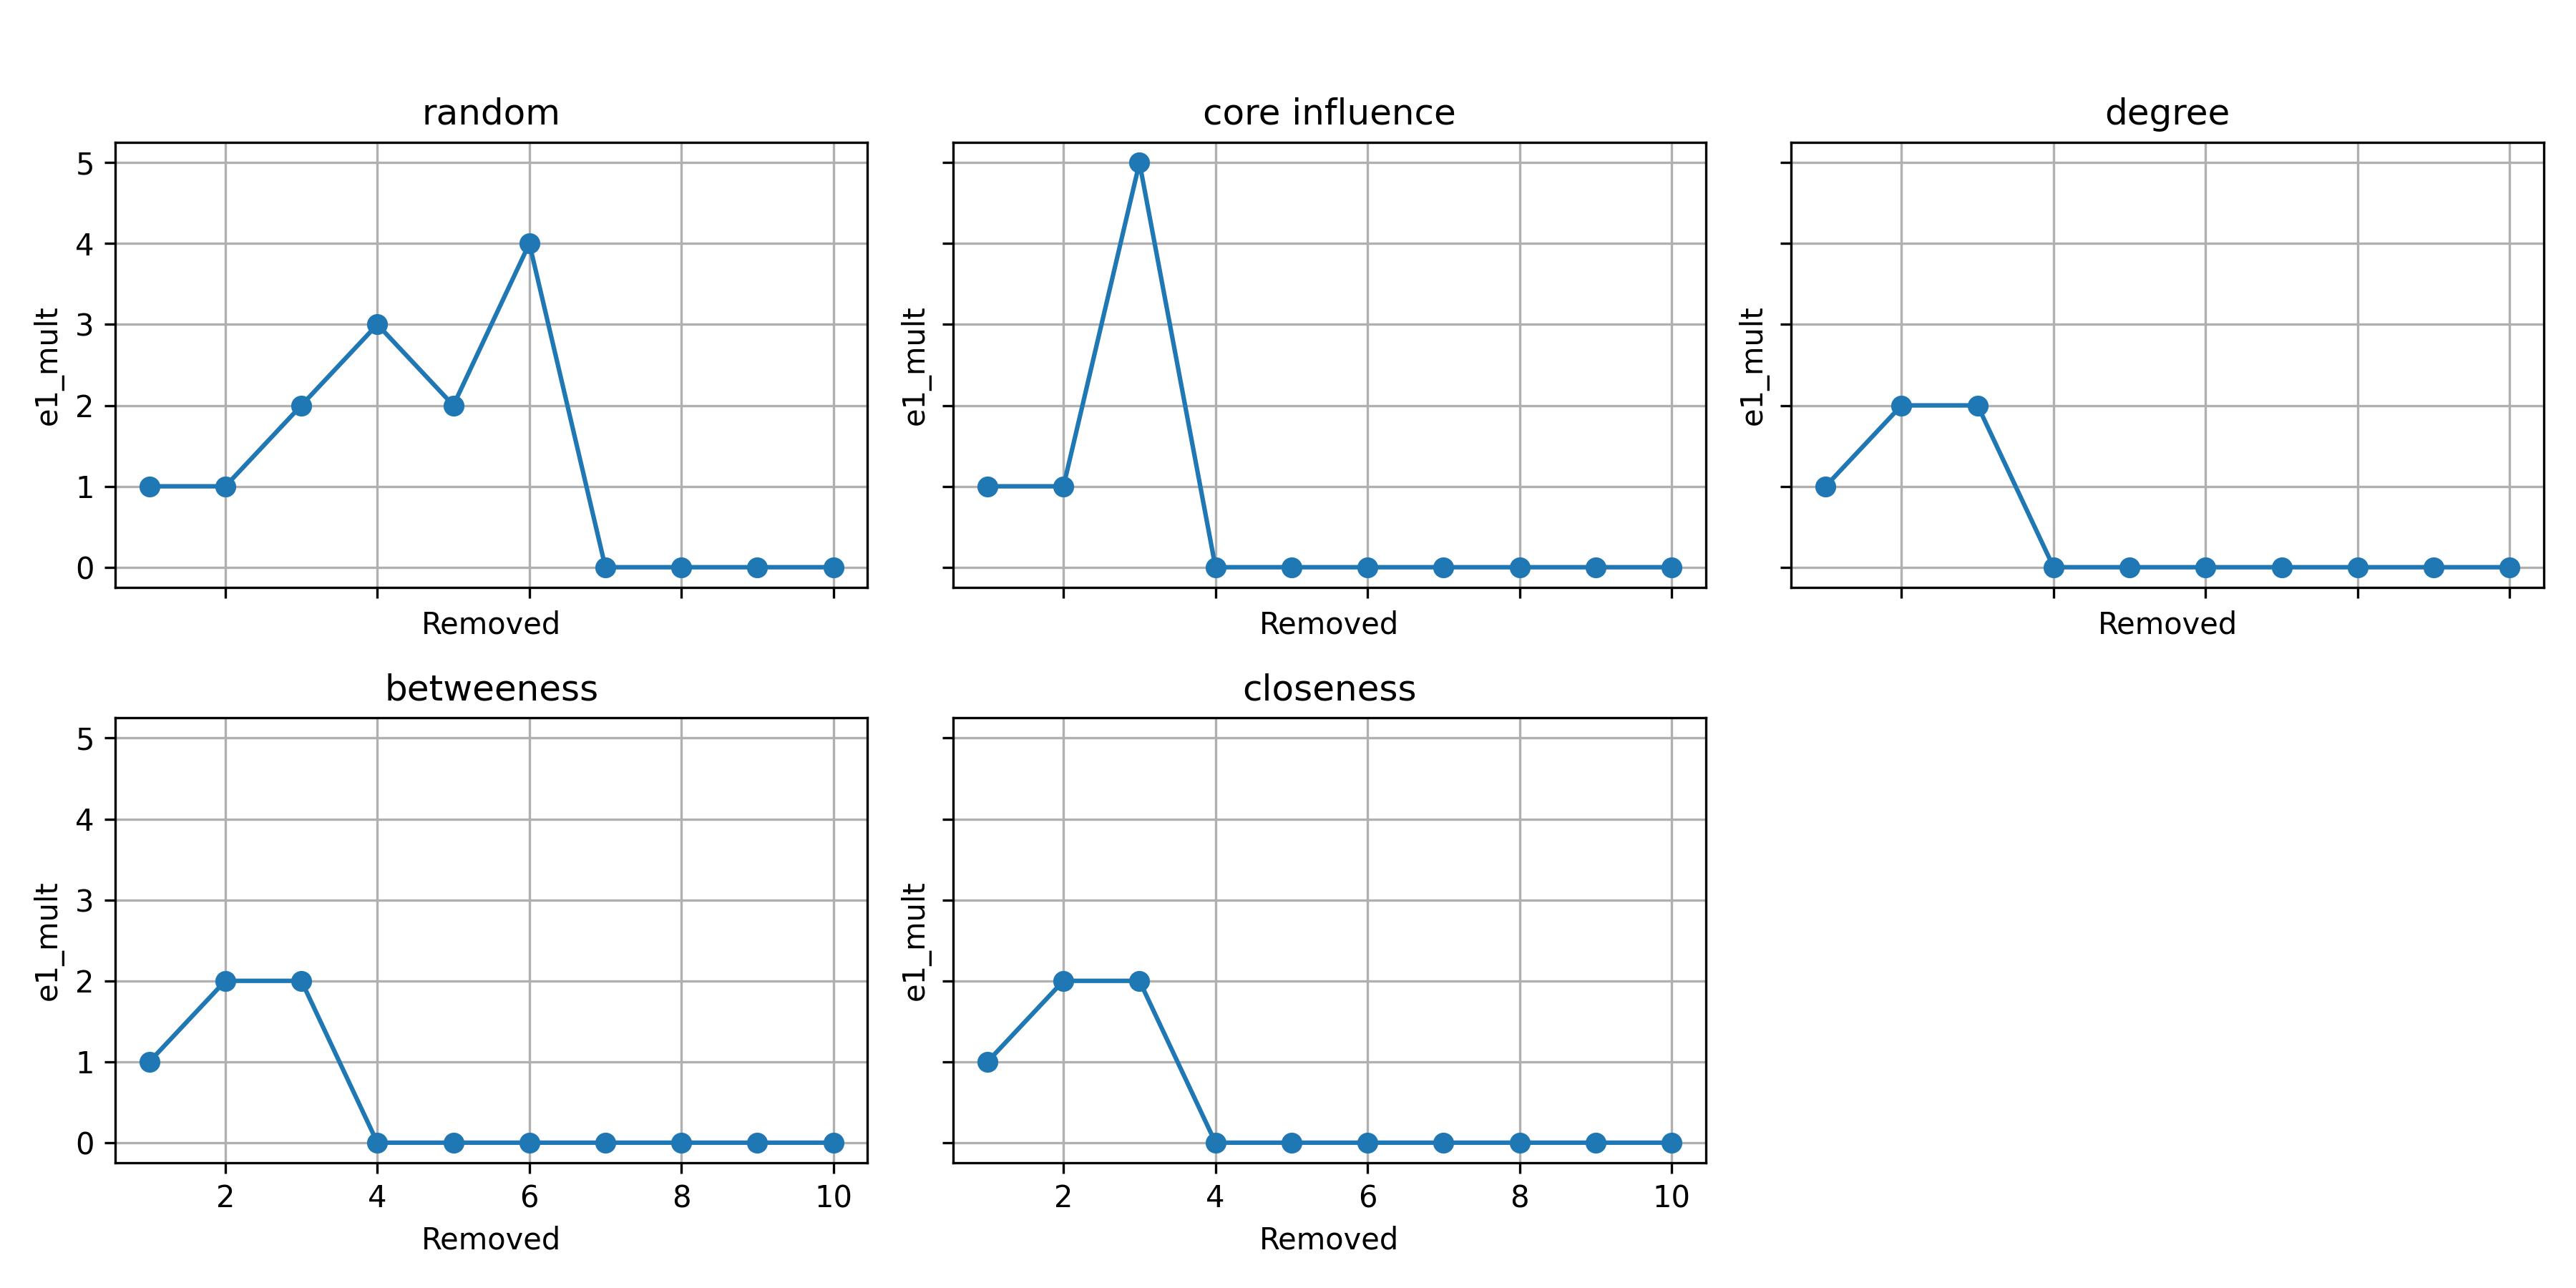 random
core influence
degree
5
4
3
2
1
0
e1_mult
e1_mult
e1_mult
Removed
Removed
Removed
betweeness
closeness
5
4
3
2
1
0
e1_mult
e1_mult
2 4 6 8 10
2 4 6 8 10
Removed
Removed